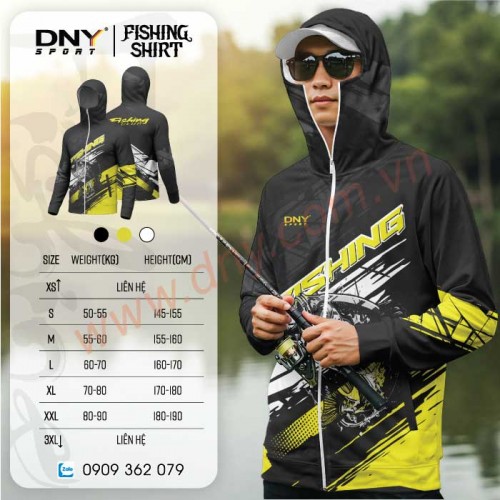 DNY
SPORT
FISHING
SHIRT
Fishing
FISHING
SIZE WEIGHT(KG) HEIGHT(CM)
XS↑ LIÊN HỆ
S 50-55 145-155
M 55-60 155-160
L 60-70 160-170
XL 70-80 170-180
XXL 80-90 180-190
3XL↓ LIÊN HỆ
Zalo 0909 362 079
DNY
SPORT
FISHING
www.dny.com.vn